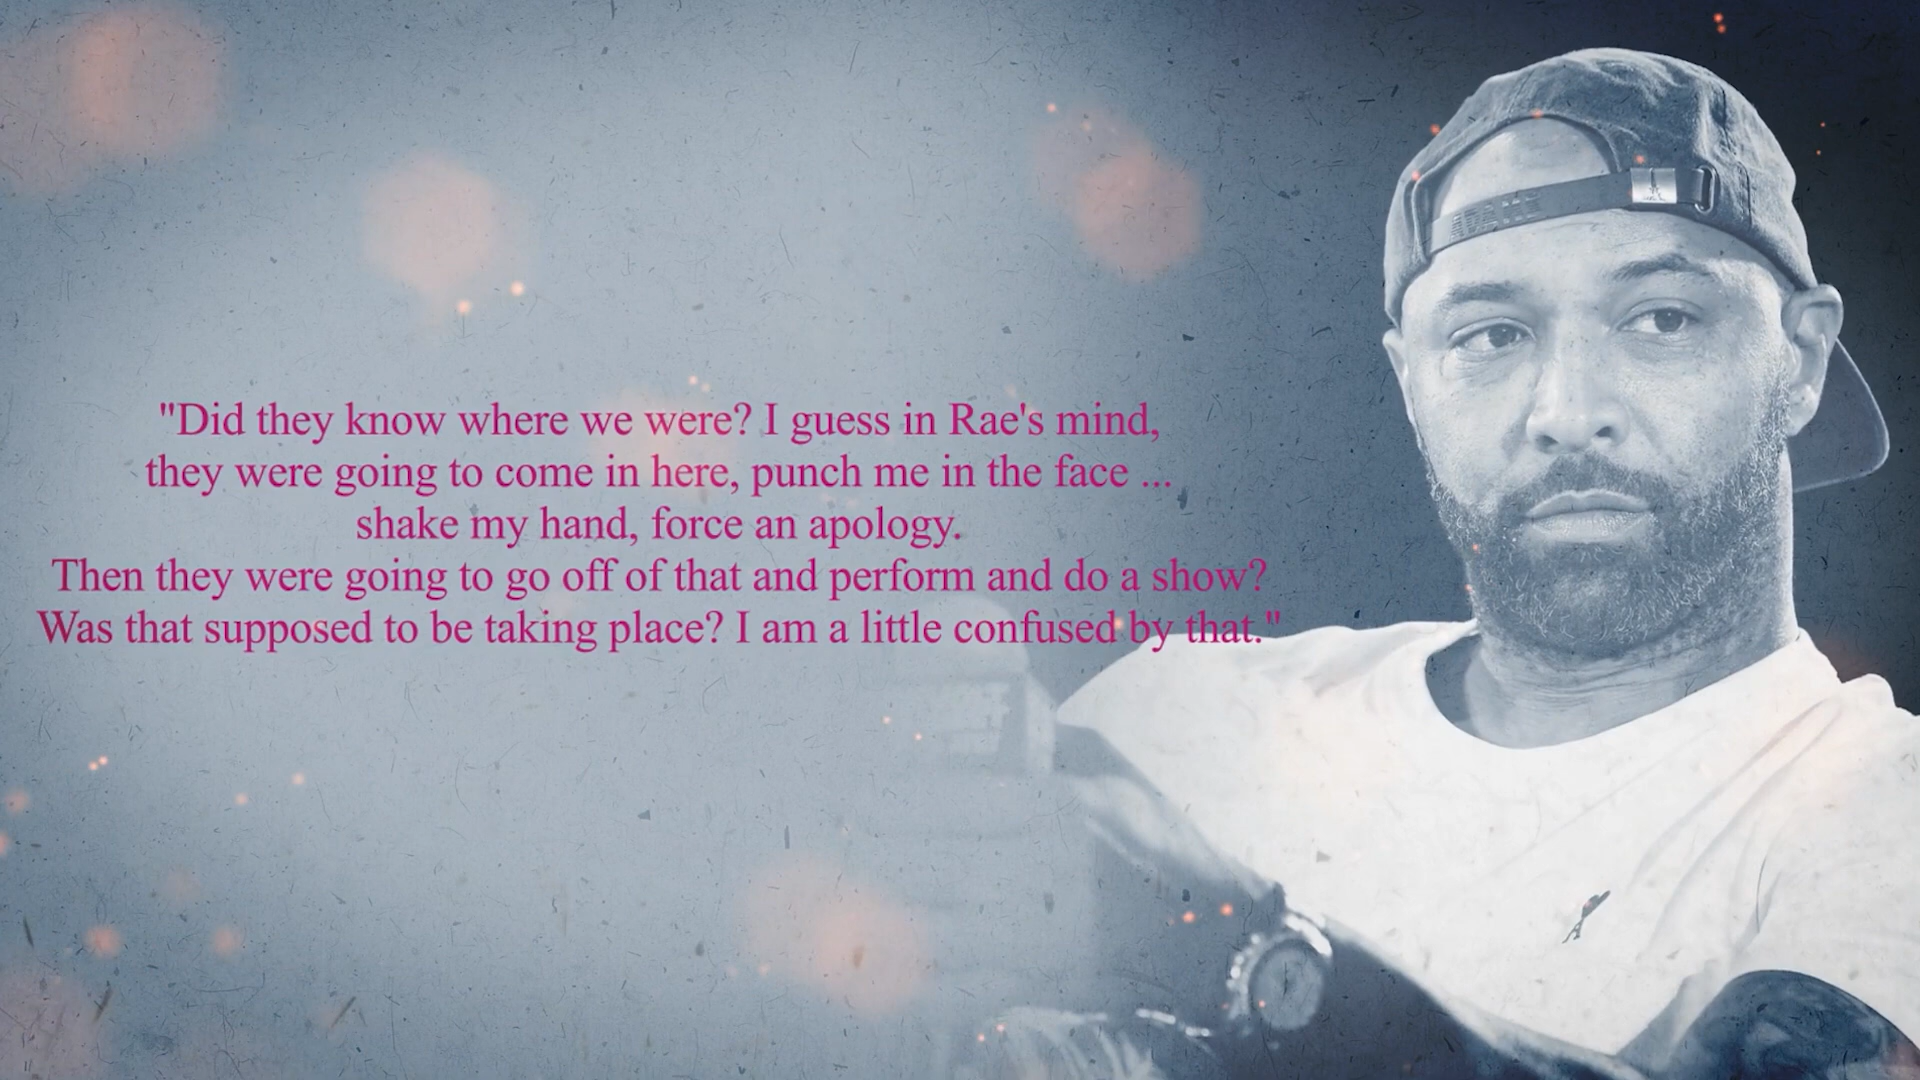 "Did they know where we were? I guess in Rae's mind,
they were going to come in here, punch me in the face ...
shake my hand, force an apology.
Then they were going to go off of that and perform and do a show?
Was that supposed to be taking place? I am a little confused by that."